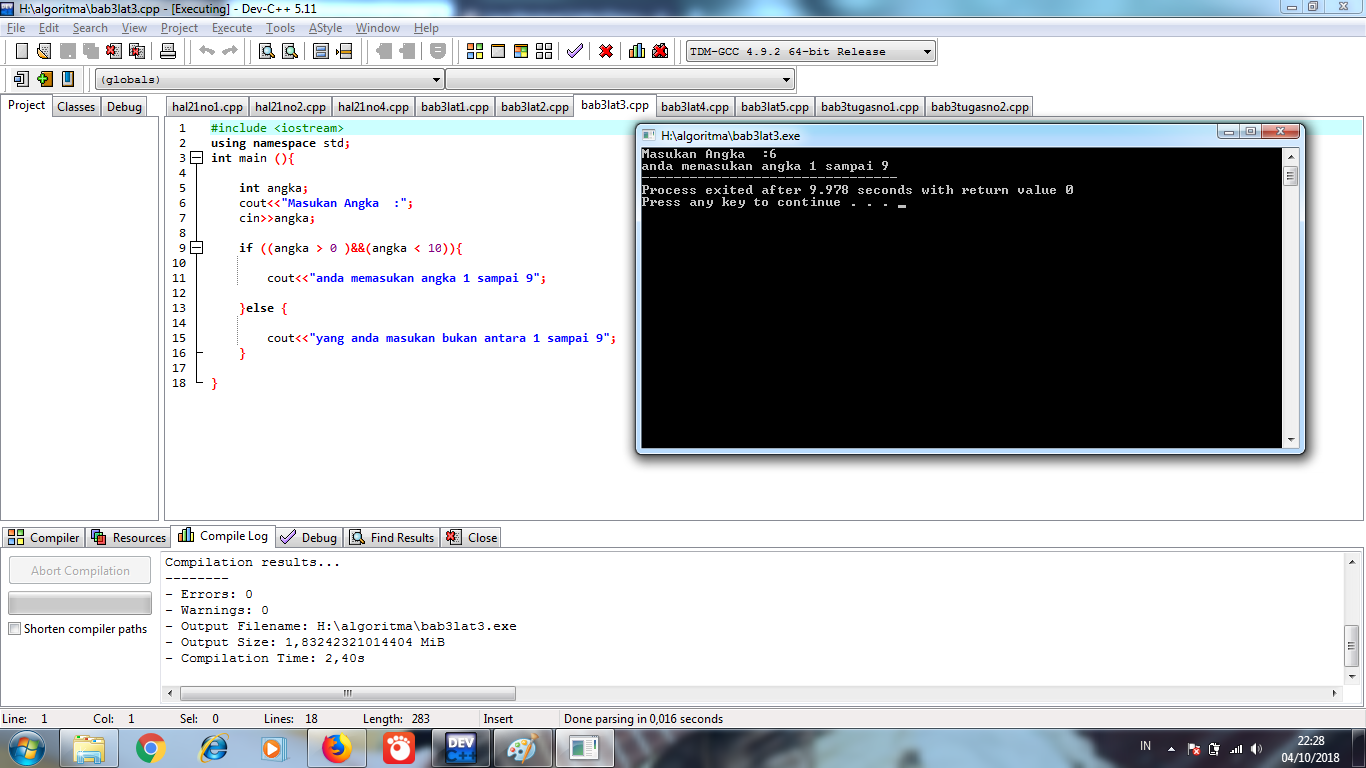 H:\algoritma\bab3lat3.cpp - [Executing] - Dev-C++ 5.11
File Edit Search View Project Execute Tools AStyle Window Help
TDM-GCC 4.9.2 64-bit Release
(globals)
Project Classes Debug
hal21no1.cpp hal21no2.cpp hal21no4.cpp bab3lat1.cpp bab3lat2.cpp bab3lat3.cpp bab3lat4.cpp bab3lat5.cpp bab3tugasno1.cpp bab3tugasno2.cpp
1 #include <iostream>
2 using namespace std;
3 int main (){
4
5 int angka;
6 cout<<"Masukan Angka  :";
7 cin>>angka;
8
9 if ((angka > 0 )&&(angka < 10)){
10
11 cout<<"anda memasukan angka 1 sampai 9";
12
13 }else {
14
15 cout<<"yang anda masukan bukan antara 1 sampai 9";
16 }
17
18 }
H:\algoritma\bab3lat3.exe
Masukan Angka  :6
anda memasukan angka 1 sampai 9
--------------------------------
Process exited after 9.978 seconds with return value 0
Press any key to continue . . . _
Compiler Resources Compile Log Debug Find Results Close
Abort Compilation
Shorten compiler paths
Compilation results...
--------
- Errors: 0
- Warnings: 0
- Output Filename: H:\algoritma\bab3lat3.exe
- Output Size: 1,83242321014404 MiB
- Compilation Time: 2,40s
Line: 1 Col: 1 Sel: 0 Lines: 18 Length: 283 Insert Done parsing in 0,016 seconds
DEV C++
IN
22:28
04/10/2018